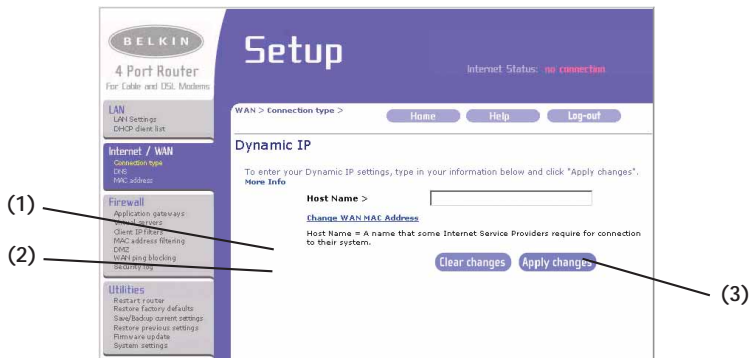 BELKIN
4 Port Router
For Cable and DSL Modems
Setup
Internet Status: no connection
LAN
LAN Settings
DHCP client list
Internet / WAN
Connection type
DNS
MAC address
Firewall
Application gateways
Virtual servers
Client IP filters
MAC address filtering
DMZ
WAN ping blocking
Security log
Utilities
Restart router
Restore factory defaults
Save/Backup current settings
Restore previous settings
Firmware update
System settings
WAN > Connection type >
Home Help Log-out
Dynamic IP
To enter your Dynamic IP settings, type in your information below and click "Apply changes".
More Info
Host Name >
Change WAN MAC Address
Host Name = A name that some Internet Service Providers require for connection
to their system.
Clear changes Apply changes
(1)
(2)
(3)